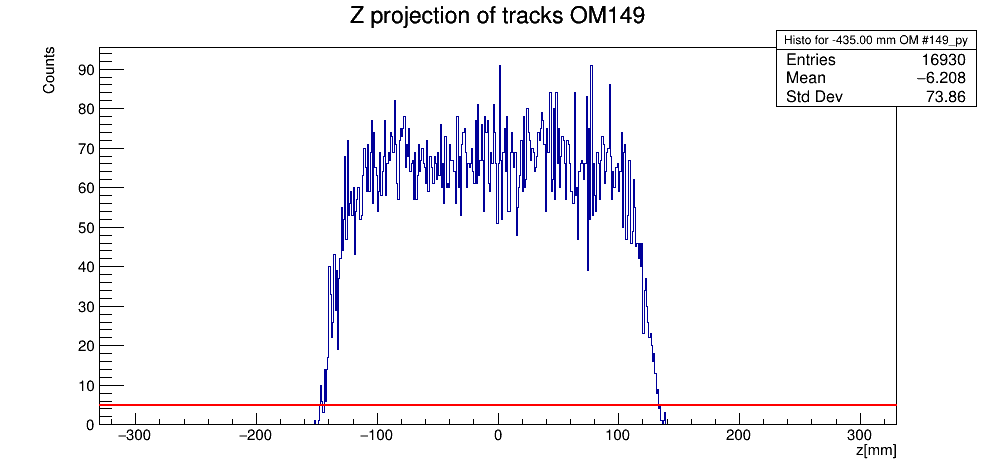 Z projection of tracks OM149
Histo for -435.00 mm OM #149_py
Entries 16930
Mean −6.208
Std Dev 73.86
Counts
90
80
70
60
50
40
30
20
10
0
−300 −200 −100 0 100 200 300
z[mm]